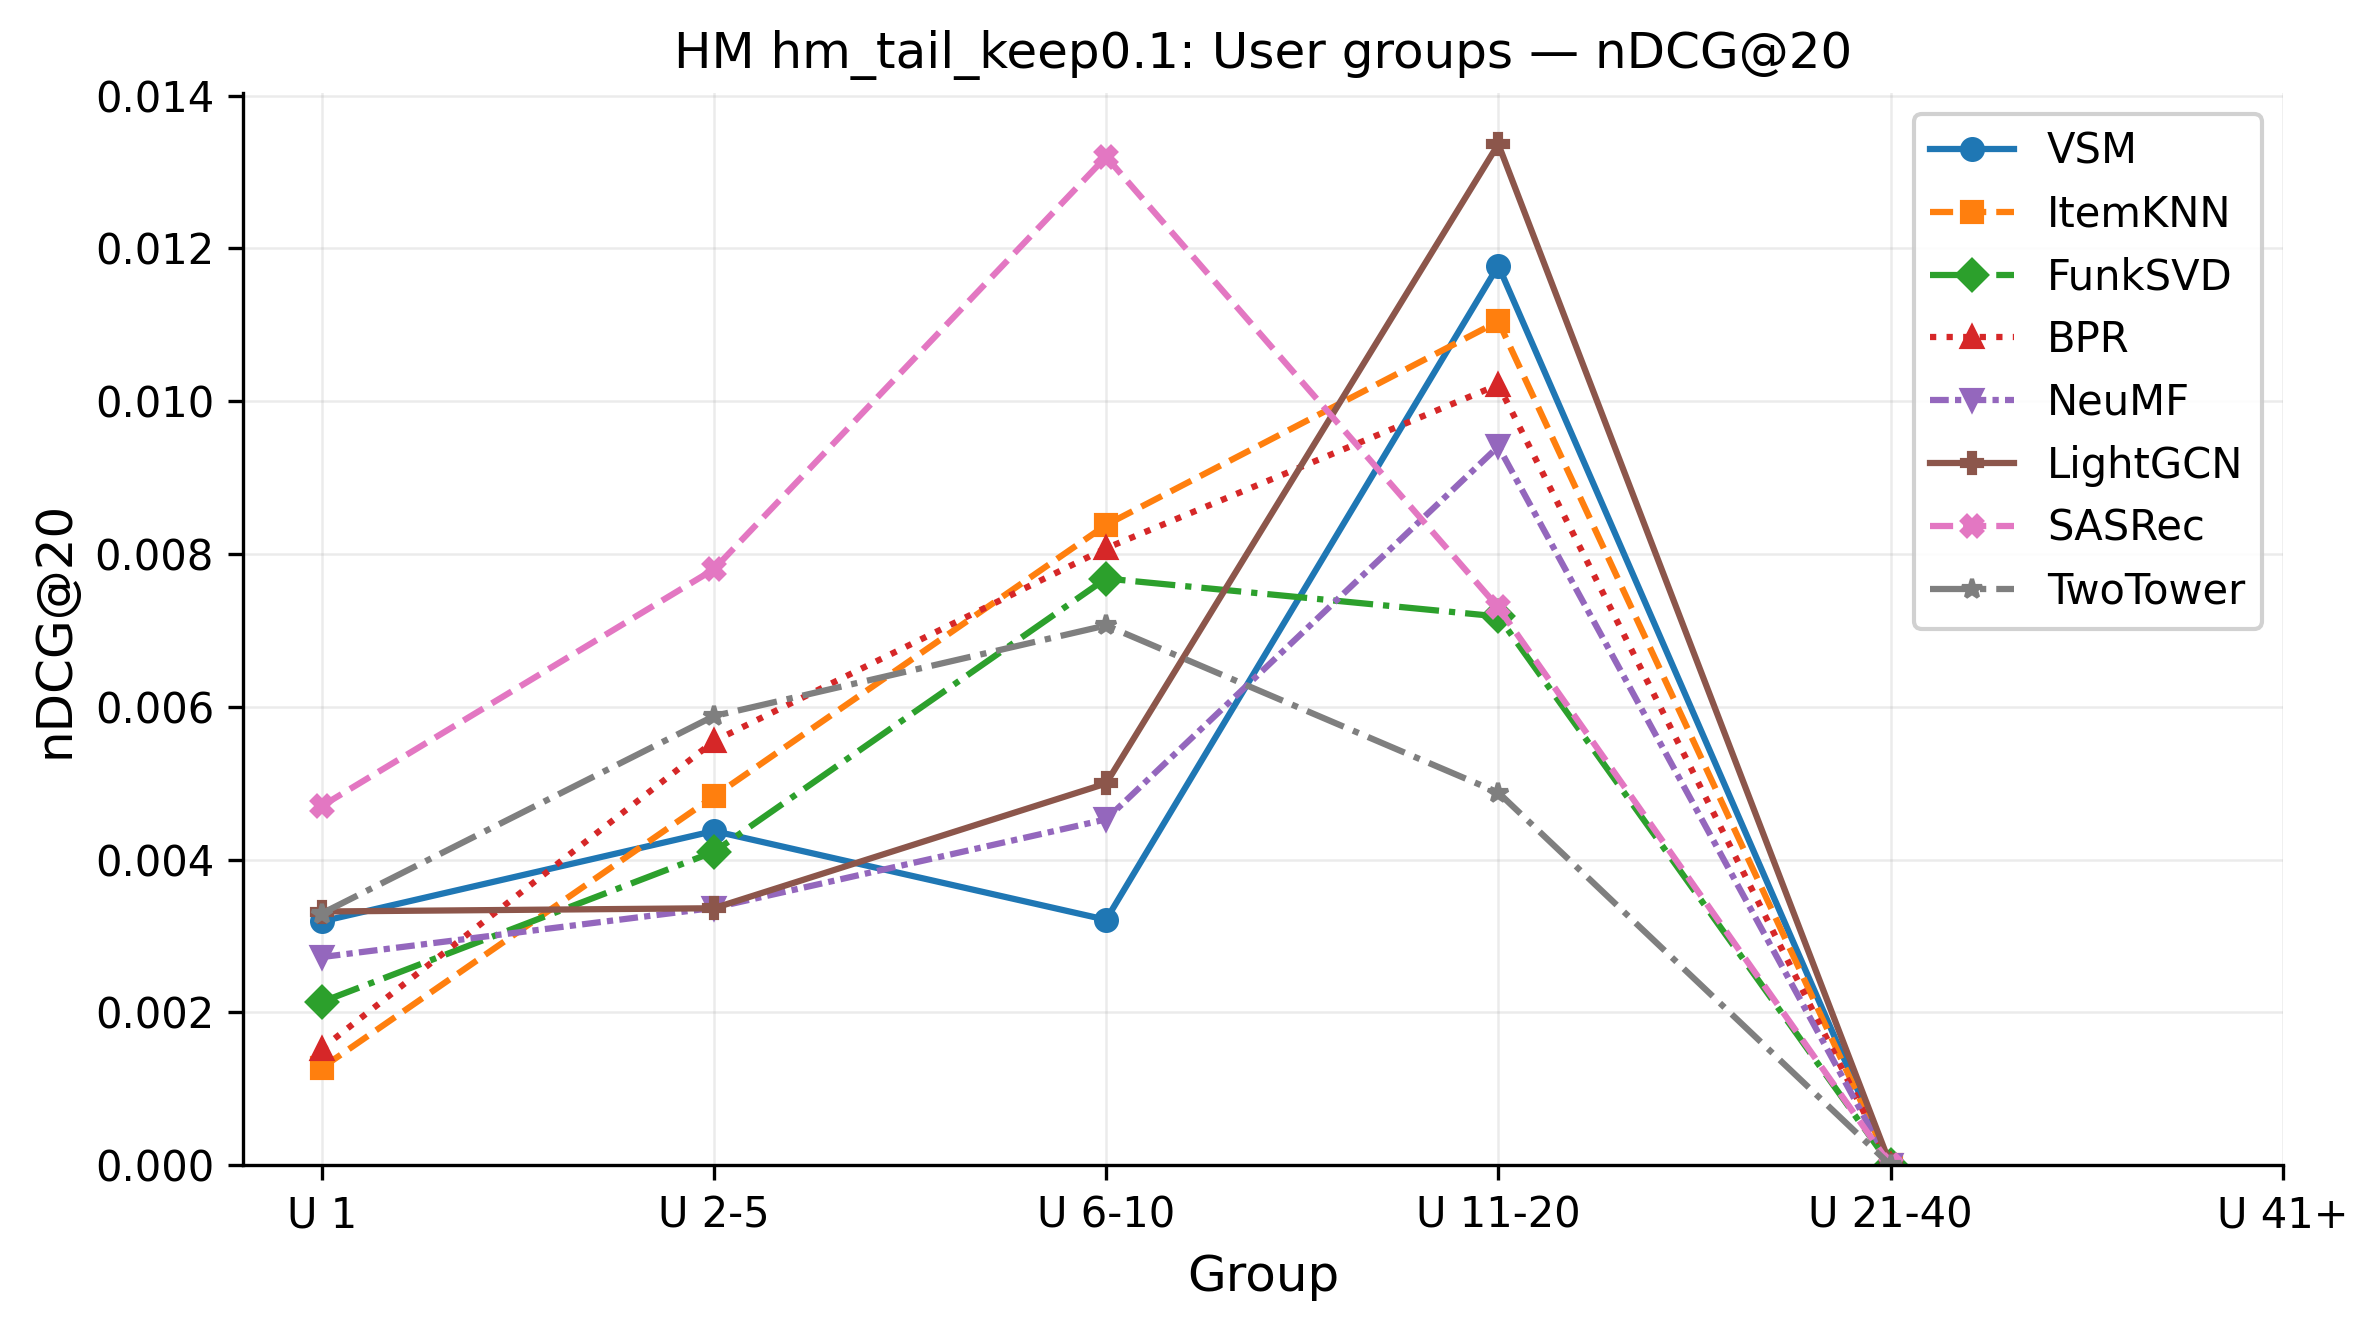 HM hm_tail_keep0.1: User groups — nDCG@20
0.014
0.012
0.010
0.008
0.006
0.004
0.002
0.000
nDCG@20
U 1
U 2-5
U 6-10
U 11-20
U 21-40
U 41+
Group
VSM
ItemKNN
FunkSVD
BPR
NeuMF
LightGCN
SASRec
TwoTower